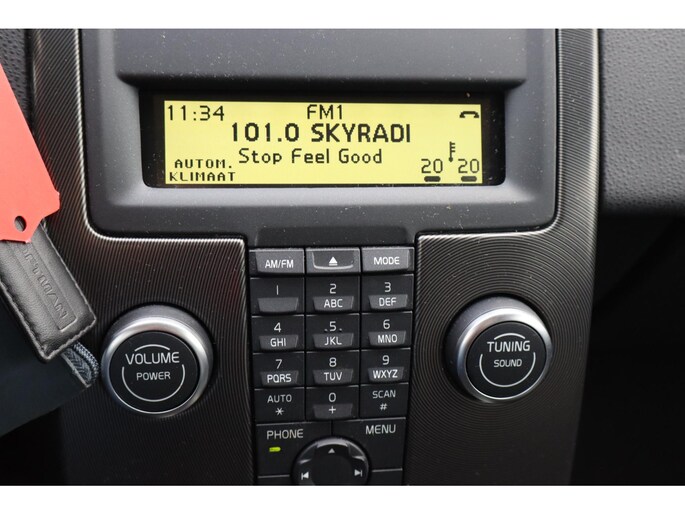 11:34 FM1
101.0 SKYRADI
Stop Feel Good
AUTOM.
KLIMAAT
20 20
AM/FM MODE
1 2 ABC 3 DEF
4 GHI 5 JKL 6 MNO
7 PQRS 8 TUV 9 WXYZ
AUTO * 0 + SCAN #
PHONE MENU
VOLUME
POWER
TUNING
SOUND